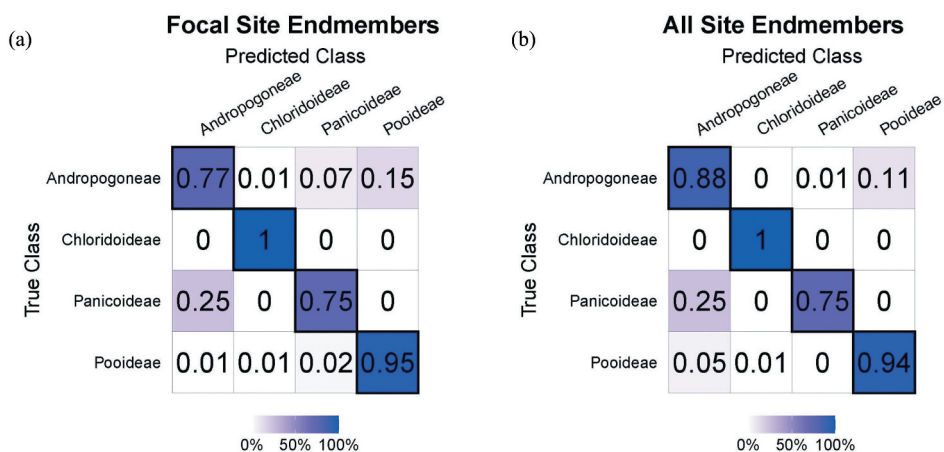 (a)
Focal Site Endmembers
Predicted Class
Andropogoneae
Chloridoideae
Panicoideae
Pooideae
True Class
Andropogoneae 0.77 0.01 0.07 0.15
Chloridoideae 0 1 0 0
Panicoideae 0.25 0 0.75 0
Pooideae 0.01 0.01 0.02 0.95
0% 50% 100%
(b)
All Site Endmembers
Predicted Class
Andropogoneae
Chloridoideae
Panicoideae
Pooideae
True Class
Andropogoneae 0.88 0 0.01 0.11
Chloridoideae 0 1 0 0
Panicoideae 0.25 0 0.75 0
Pooideae 0.05 0.01 0 0.94
0% 50% 100%